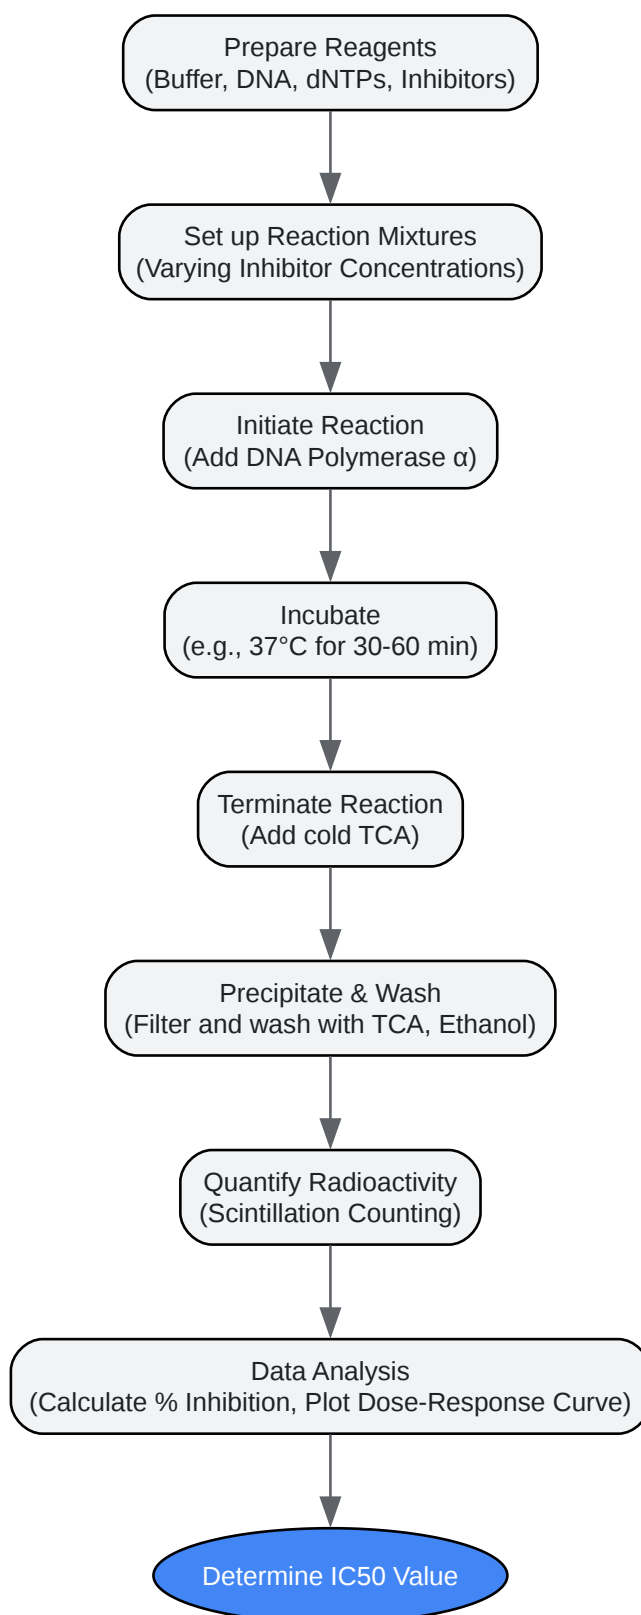 Prepare Reagents
(Buffer, DNA, dNTPs, Inhibitors)
Set up Reaction Mixtures
(Varying Inhibitor Concentrations)
Initiate Reaction
(Add DNA Polymerase α)
Incubate
(e.g., 37°C for 30-60 min)
Terminate Reaction
(Add cold TCA)
Precipitate & Wash
(Filter and wash with TCA, Ethanol)
Quantify Radioactivity
(Scintillation Counting)
Data Analysis
(Calculate % Inhibition, Plot Dose-Response Curve)
Determine IC50 Value